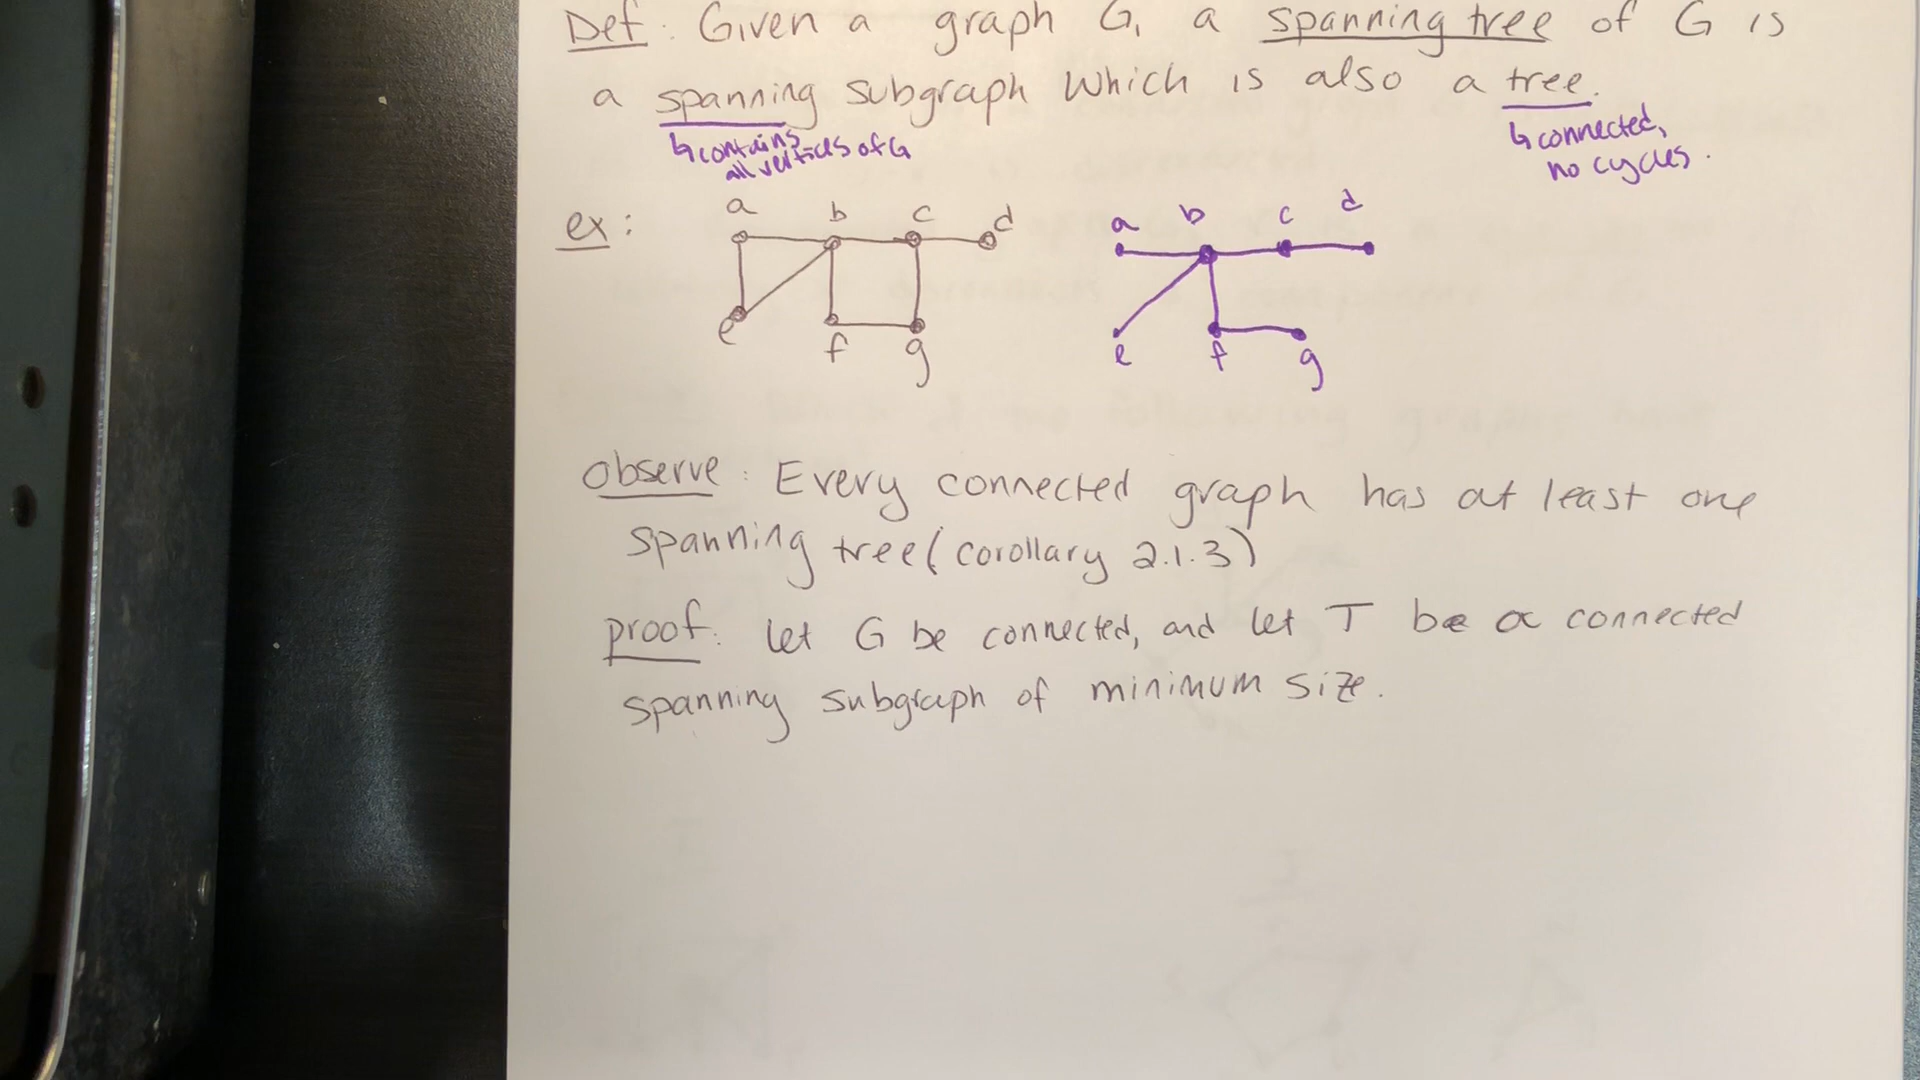 Def: Given a graph G, a spanning tree of G is
a spanning subgraph which is also a tree.
↳ contains
all vertices of G
↳ connected,
no cycles.
ex:
a b c d
e f g
a b c d
e f g
Observe: Every connected graph has at least one
spanning tree (corollary 2.1.3)
proof: let G be connected, and let T be a connected
spanning subgraph of minimum size.